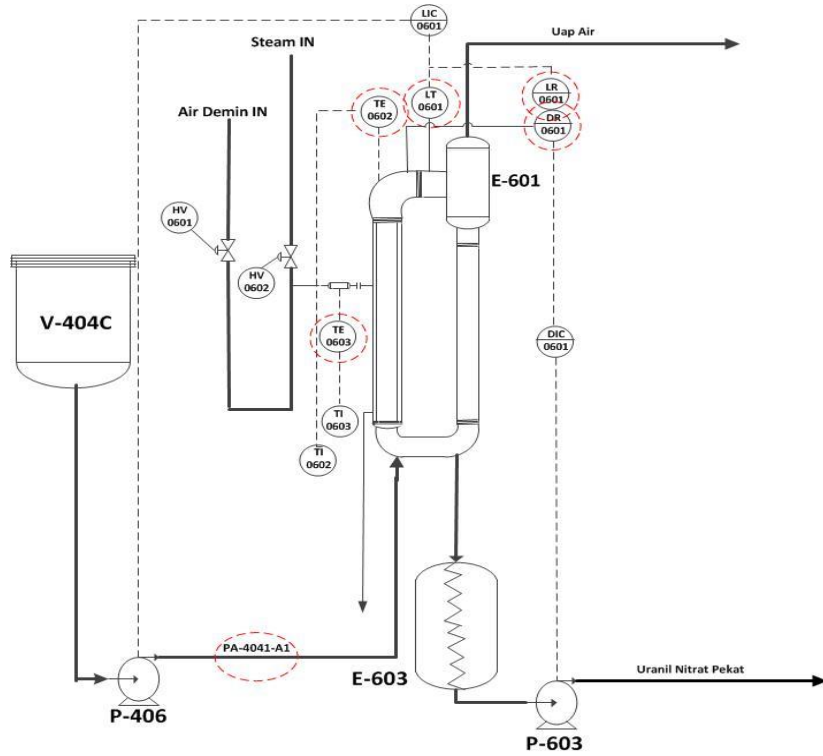 LIC
0601
Steam IN
Uap Air
Air Demin IN
TE
0602
LT
0601
LR
0601
DR
0601
E-601
HV
0601
HV
0602
V-404C
TE
0603
DIC
0601
TI
0603
TI
0602
PA-4041-A1
E-603
Uranil Nitrat Pekat
P-406
P-603